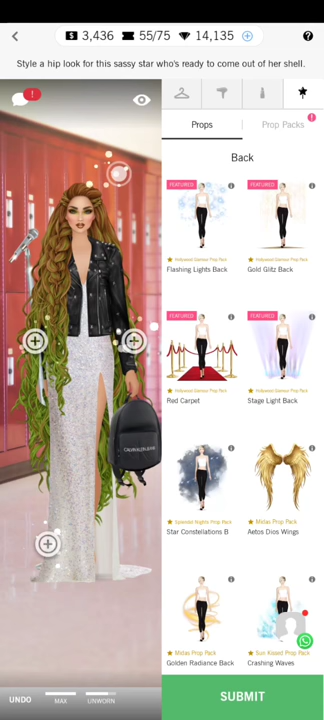 3,436
55/75
14,135
Style a hip look for this sassy star who's ready to come out of her shell.
Props
Prop Packs
Back
FEATURED
FEATURED
Hollywood Glamour Prop Pack
Hollywood Glamour Prop Pack
Flashing Lights Back
Gold Glitz Back
FEATURED
FEATURED
Hollywood Glamour Prop Pack
Hollywood Glamour Prop Pack
Red Carpet
Stage Light Back
Splendid Nights Prop Pack
Midas Prop Pack
Star Constellations B
Aetos Dios Wings
Midas Prop Pack
Sun Kissed Prop Pack
Golden Radiance Back
Crashing Waves
CALVIN KLEIN JEANS
UNDO
MAX
UNWORN
SUBMIT